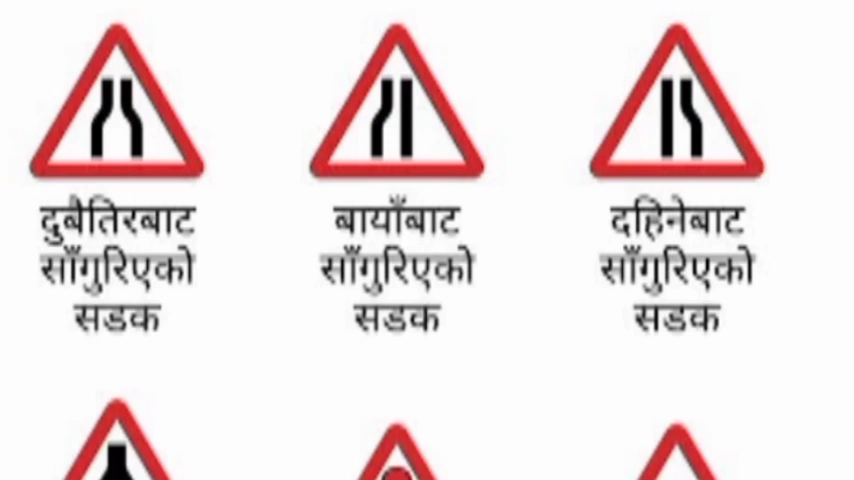 दुबैतिरबाट
साँगुरिएको
सडक
बायाँबाट
साँगुरिएको
सडक
दहिनेबाट
साँगुरिएको
सडक